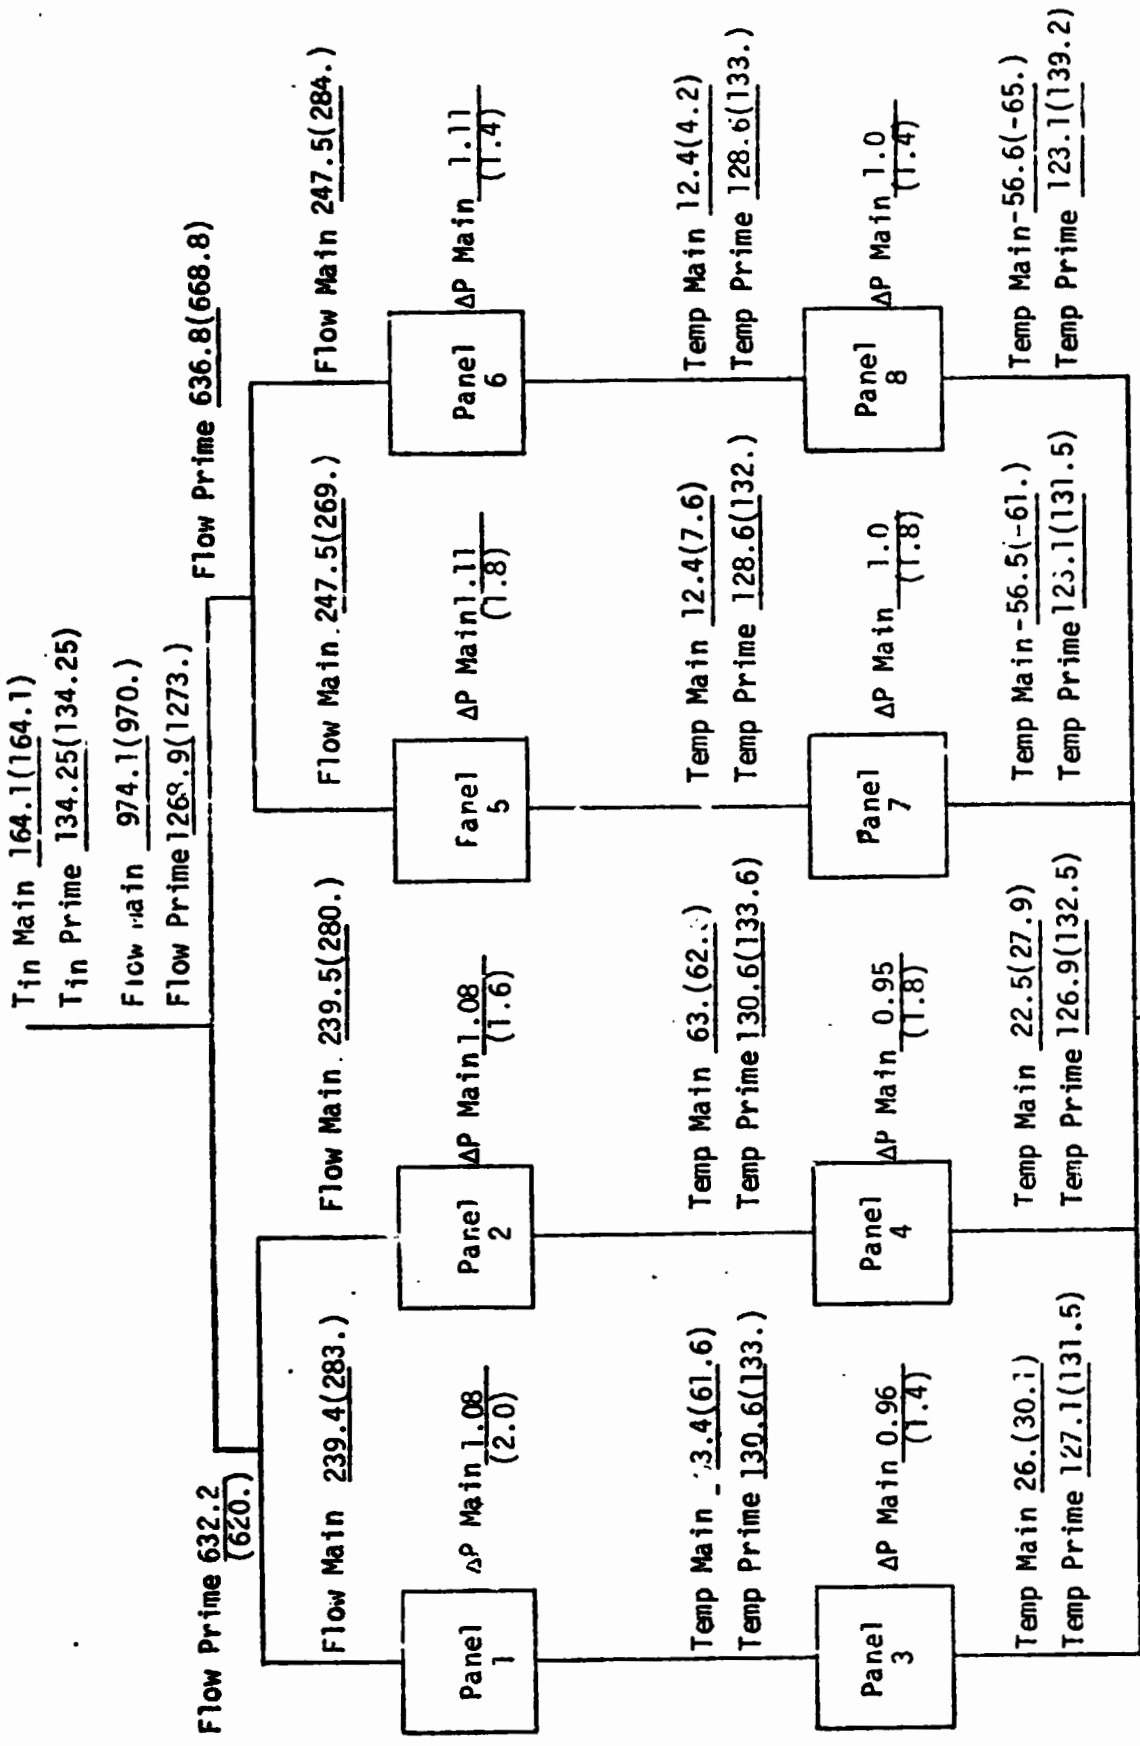 Tin Main 164.1(164.1)
Tin Prime 134.25(134.25)
Flow Main 974.1(970.)
Flow Prime 1268.9(1273.)
Flow Prime 632.2
(620.)
Flow Prime 636.8(668.8)
Flow Main 239.4(283.)
Flow Main 239.5(280.)
Flow Main 247.5(269.)
Flow Main 247.5(284.)
Panel
1
ΔP Main 1.08
(2.0)
Panel
2
ΔP Main 1.08
(1.6)
Panel
5
ΔP Main 1.11
(1.8)
Panel
6
ΔP Main 1.11
(1.4)
Temp Main
Temp Prime 130.6(133.)
Temp Main 63.
Temp Prime 130.6(133.6)
Temp Main 12.4(7.6)
Temp Prime 128.6(132.)
Temp Main 12.4(4.2)
Temp Prime 128.6(133.)
Panel
3
ΔP Main 0.96
(1.4)
Panel
4
ΔP Main 0.95
(1.8)
Panel
7
ΔP Main 1.0
(1.8)
Panel
8
ΔP Main 1.0
(1.4)
Temp Main 26.(30.1)
Temp Prime 127.1(131.5)
Temp Main 22.5(27.9)
Temp Prime 126.9(132.5)
Temp Main -56.5(-61.)
Temp Prime 123.1(131.5)
Temp Main -56.6(-65.)
Temp Prime 123.1(139.2)